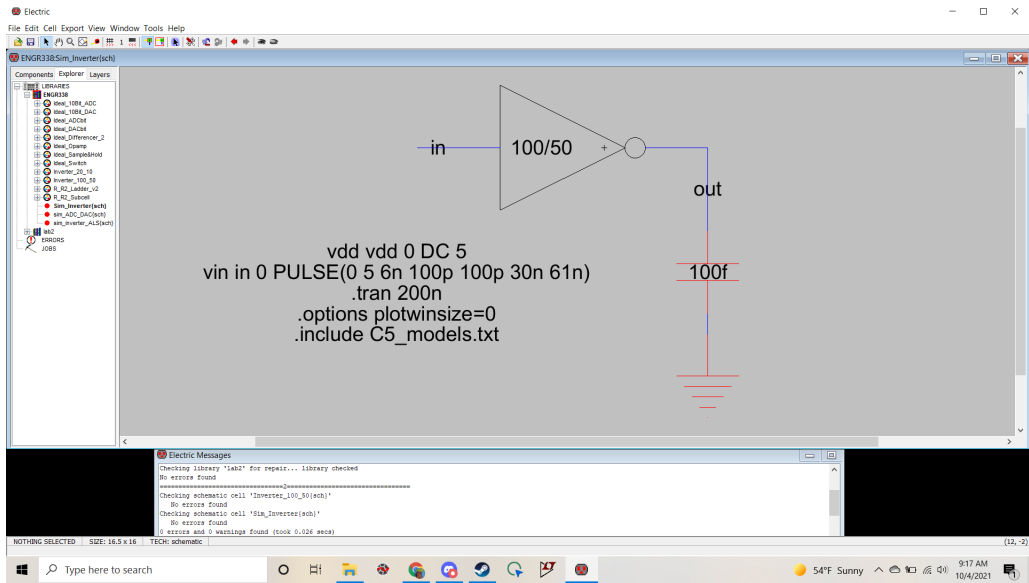 Electric
File Edit Cell Export View Window Tools Help
ENGR338:Sim_Inverter{sch}
Components Explorer Layers
LIBRARIES
ENGR338
Ideal_10Bit_ADC
Ideal_10Bit_DAC
Ideal_ADCbit
Ideal_DACbit
Ideal_Differencer_2
Ideal_Opamp
Ideal_Sample&Hold
Ideal_Switch
Inverter_20_10
Inverter_100_50
R_R2_Ladder_v2
R_R2_Subcell
Sim_Inverter{sch}
sim_ADC_DAC{sch}
sim_inverter_ALS{sch}
lab2
ERRORS
JOBS
in
100/50
out
100f
vdd vdd 0 DC 5
vin in 0 PULSE(0 5 6n 100p 100p 30n 61n)
.tran 200n
.options plotwinsize=0
.include C5_models.txt
Electric Messages
Checking library 'lab2' for repair... library checked
No errors found
================================2================================
Checking schematic cell 'Inverter_100_50{sch}'
No errors found
Checking schematic cell 'Sim_Inverter{sch}'
No errors found
0 errors and 0 warnings found (took 0.026 secs)
NOTHING SELECTED SIZE: 16.5 x 16 TECH: schematic (12, -2)
Type here to search
54°F Sunny
9:17 AM
10/4/2021